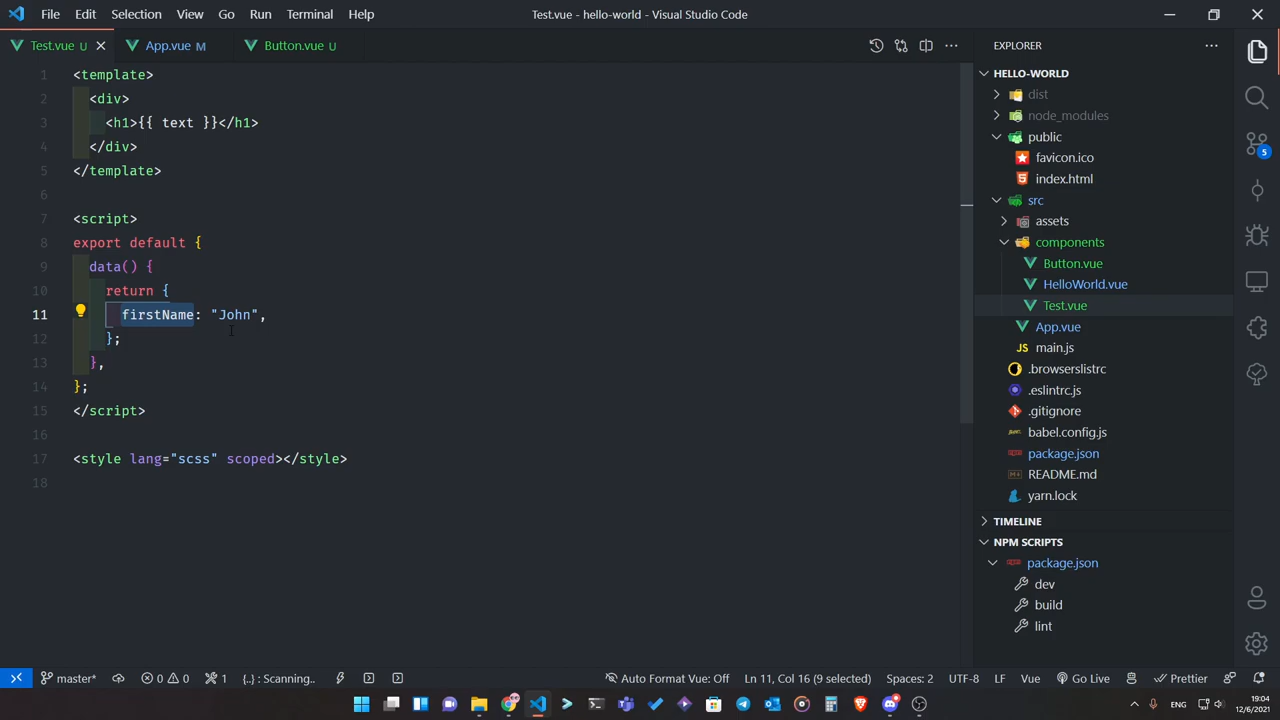 File Edit Selection View Go Run Terminal Help
Test.vue - hello-world - Visual Studio Code
Test.vue U
App.vue M
Button.vue U
1 <template>
2 <div>
3 <h1>{{ text }}</h1>
4 </div>
5 </template>
6
7 <script>
8 export default {
9 data() {
10 return {
11 firstName: "John",
12 };
13 },
14 };
15 </script>
16
17 <style lang="scss" scoped></style>
18
EXPLORER
HELLO-WORLD
dist
node_modules
public
favicon.ico
index.html
src
assets
components
Button.vue
HelloWorld.vue
Test.vue
App.vue
JS main.js
.browserslistrc
.eslintrc.js
.gitignore
babel.config.js
package.json
README.md
yarn.lock
TIMELINE
NPM SCRIPTS
package.json
dev
build
lint
5
master* 0 0 1 {..} : Scanning...
Auto Format Vue: Off Ln 11, Col 16 (9 selected) Spaces: 2 UTF-8 LF Vue Go Live Prettier
ENG
19:04
12/6/2021